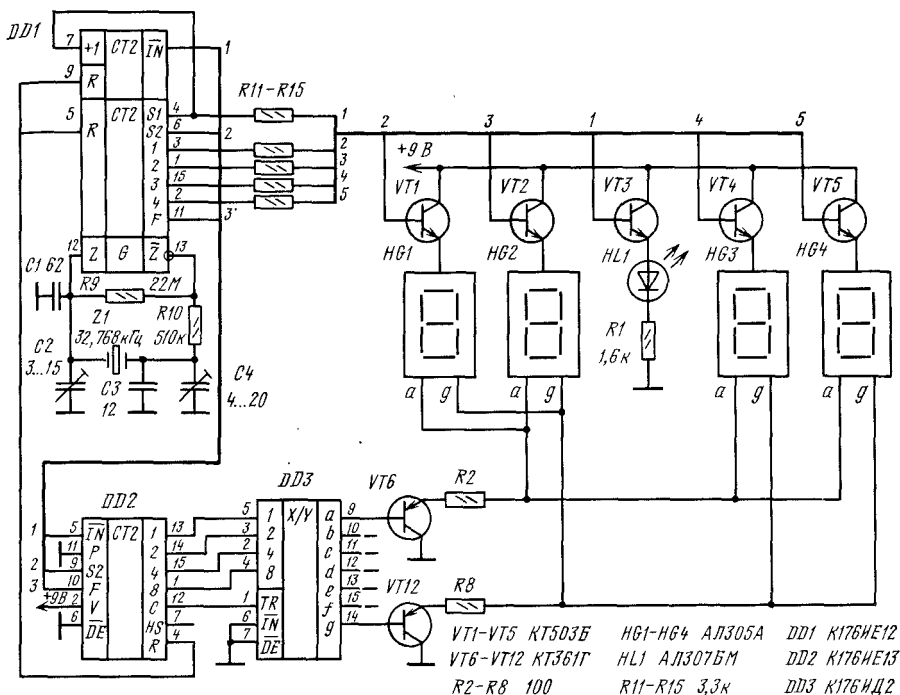 DD1
7 +1 CT2 IN 1
9 R
R11-R15
5 R CT2 S1 4
S2 6 2
1 3
2 1
3 15
4 2
F 11 3
1
2
3
4
5
2 3 1 4 5
+9 В
VT1 VT2 VT3 VT4 VT5
HG1 HG2 HL1 HG3 HG4
12 Z G Z 13
C1 62
R9 22М
R10 510к
Z1
32,768кГц
C2
3...15
C3
12
C4
4...20
R1
1,6к
a g a g a g a g
DD2
1 5 IN CT2 1 13
11 P 2 14
2 9 S2 4 15
3 10 F 8 1
+9В 2 V C 12
6 DE HS 7
R 4
DD3
5 1 X/Y a 9
3 2 b 10
2 4 c 11
4 8 d 12
e 13
1 TR f 15
6 IN g 14
7 DE
VT6 R2
VT12 R8
VT1-VT5 КТ503Б HG1-HG4 АЛ305А DD1 К176ИЕ12
VT6-VT12 КТ361Г HL1 АЛ307БМ DD2 К176ИЕ13
R2-R8 100 R11-R15 3,3к DD3 К176ИД2